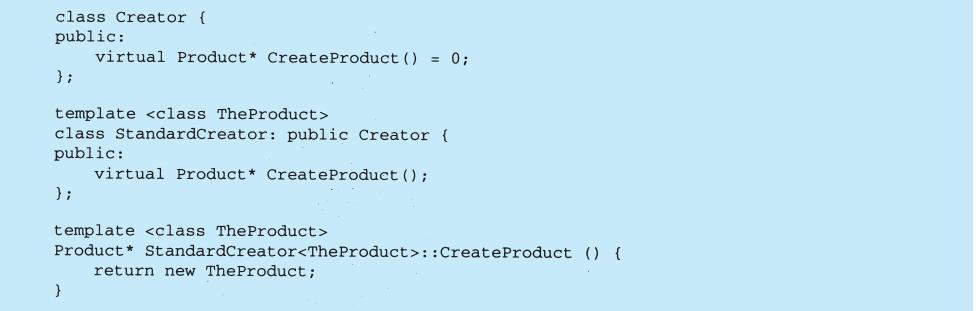 class Creator {
public:
    virtual Product* CreateProduct() = 0;
};

template <class TheProduct>
class StandardCreator: public Creator {
public:
    virtual Product* CreateProduct();
};

template <class TheProduct>
Product* StandardCreator<TheProduct>::CreateProduct () {
    return new TheProduct;
}